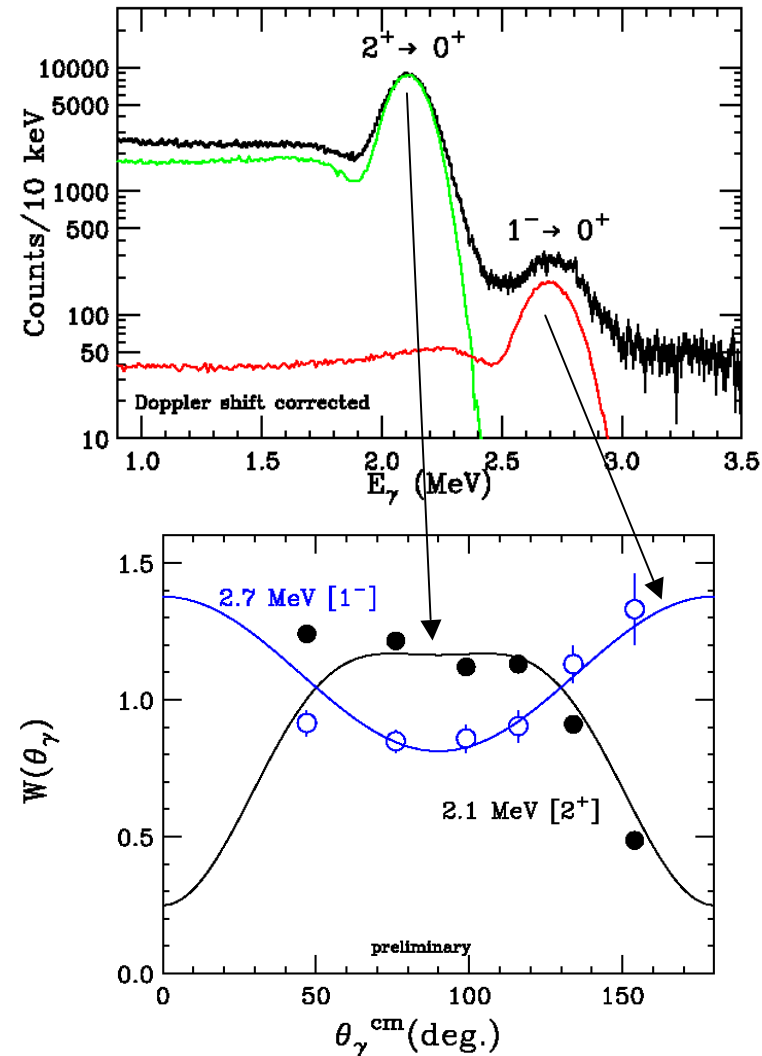 2⁺→ 0⁺
10000
5000
1⁻→ 0⁺
1000
500
100
50
10
Counts/10 keV
Doppler shift corrected
1.0 1.5 2.0 2.5 3.0 3.5
E_γ (MeV)
1.5
2.7 MeV [1⁻]
1.0
W(θ_γ)
2.1 MeV [2⁺]
0.5
preliminary
0.0
0 50 100 150
θ_γ^cm(deg.)